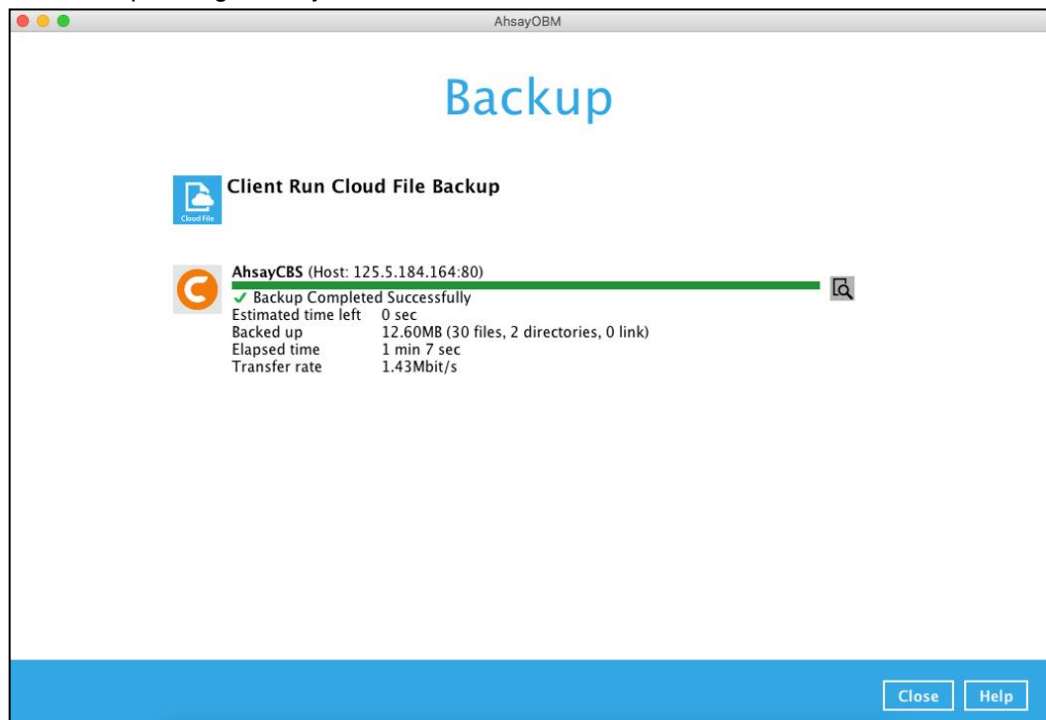 AhsayOBM
Backup
Client Run Cloud File Backup
Cloud File
AhsayCBS (Host: 125.5.184.164:80)
Backup Completed Successfully
Estimated time left 0 sec
Backed up 12.60MB (30 files, 2 directories, 0 link)
Elapsed time 1 min 7 sec
Transfer rate 1.43Mbit/s
Close Help